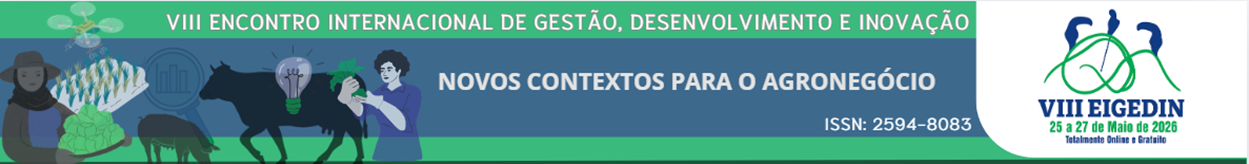 VIII ENCONTRO INTERNACIONAL DE GESTÃO, DESENVOLVIMENTO E INOVAÇÃO
NOVOS CONTEXTOS PARA O AGRONEGÓCIO
ISSN: 2594-8083
VIII EIGEDIN
25 a 27 de Maio de 2026
Totalmente Online e Gratuito